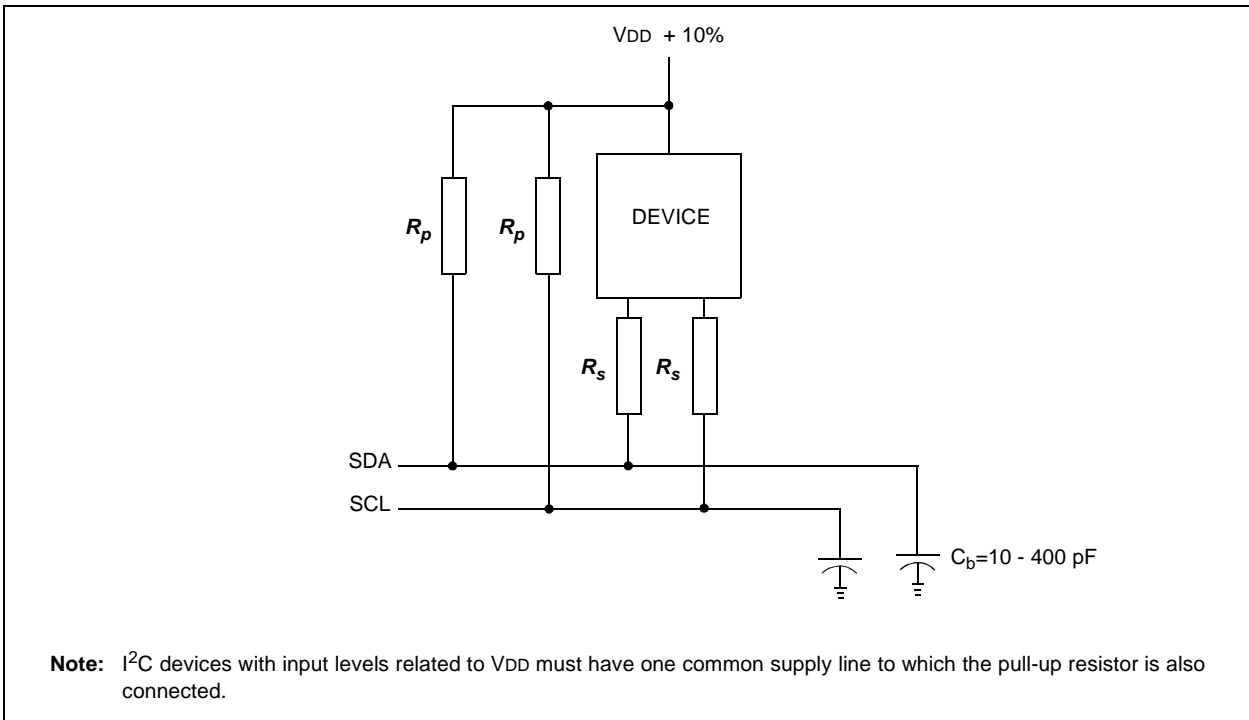 VDD + 10%
DEVICE
Rp Rp
Rs Rs
SDA
SCL
Cb=10 - 400 pF
Note: I2C devices with input levels related to VDD must have one common supply line to which the pull-up resistor is also
connected.